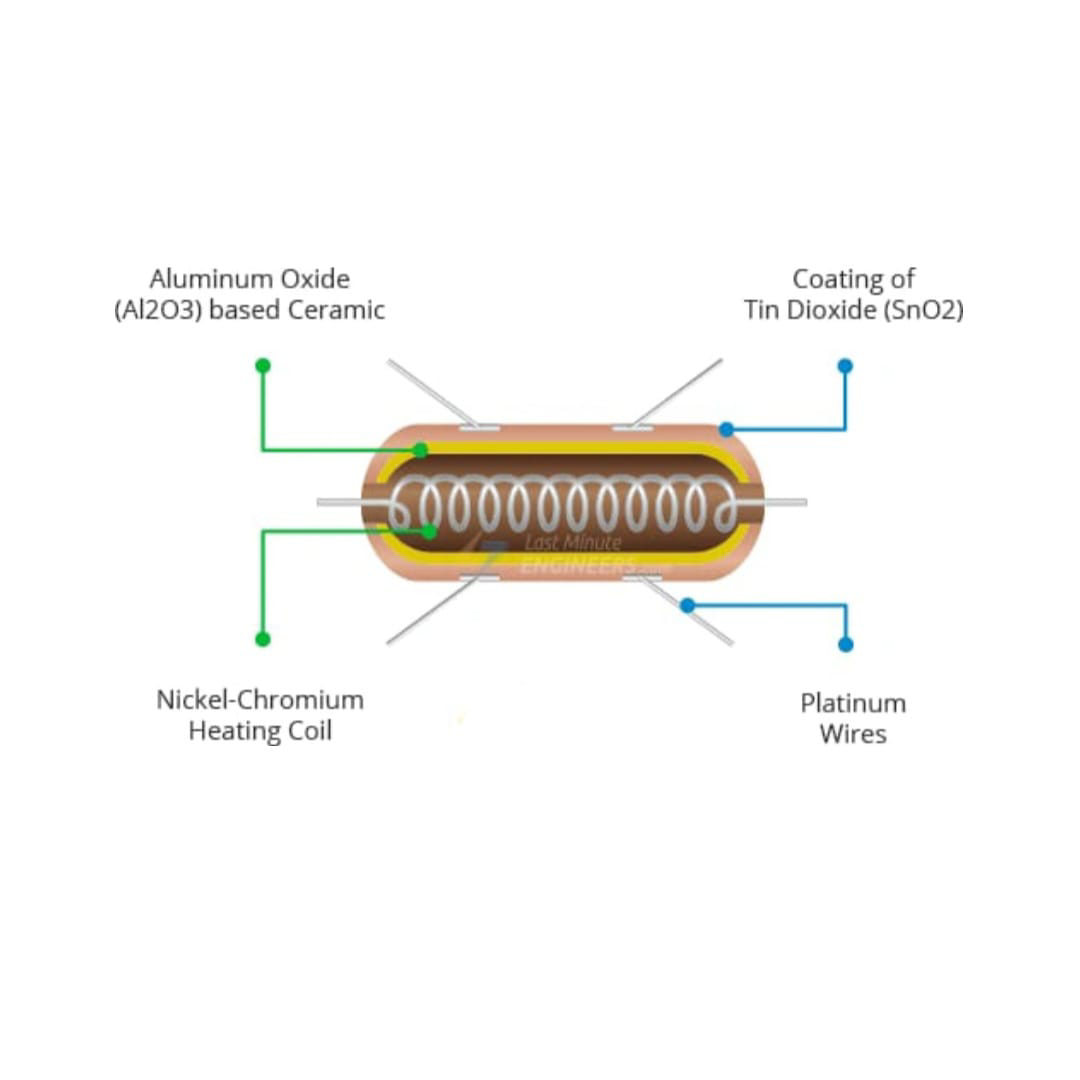 Aluminum Oxide
(Al2O3) based Ceramic
Coating of
Tin Dioxide (SnO2)
Last Minute
ENGINEERS.com
Nickel-Chromium
Heating Coil
Platinum
Wires